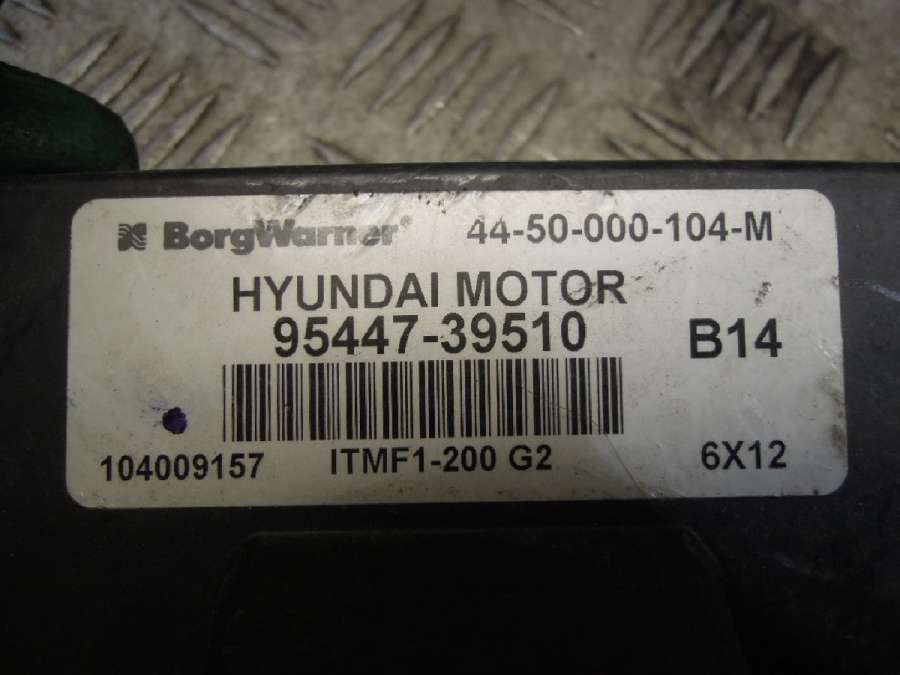 BorgWarner® 44-50-000-104-M
HYUNDAI MOTOR
95447-39510 B14
104009157 ITMF1-200 G2 6X12